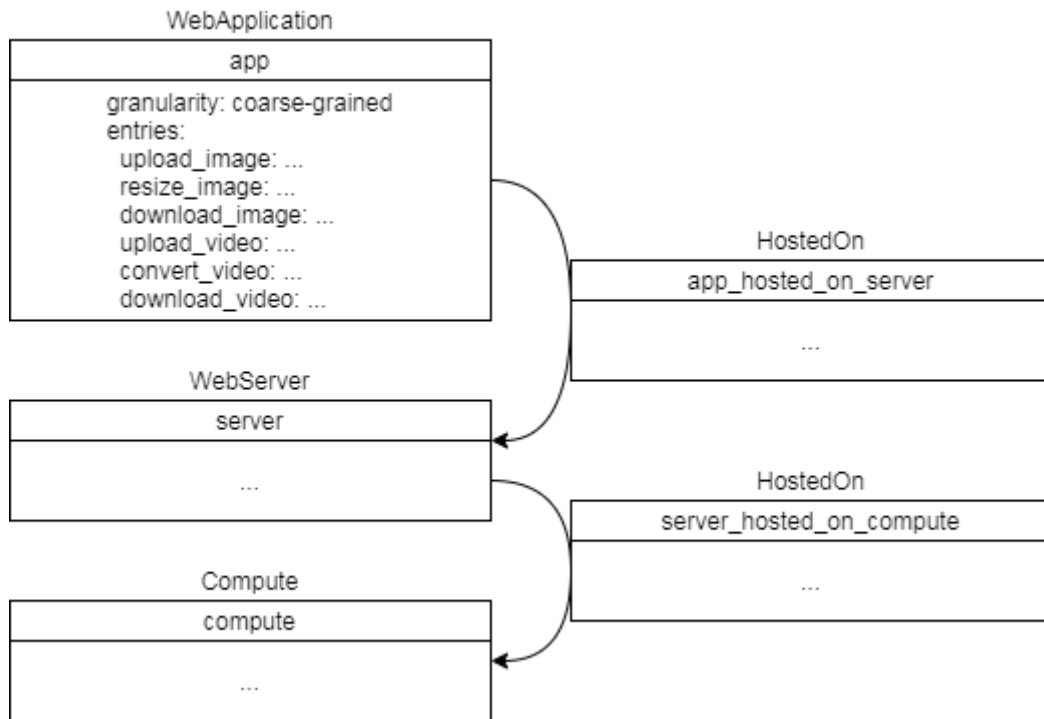 WebApplication
app
granularity: coarse-grained
entries:
upload_image: ...
resize_image: ...
download_image: ...
upload_video: ...
convert_video: ...
download_video: ...
HostedOn
app_hosted_on_server
...
WebServer
server
...
HostedOn
server_hosted_on_compute
...
Compute
compute
...